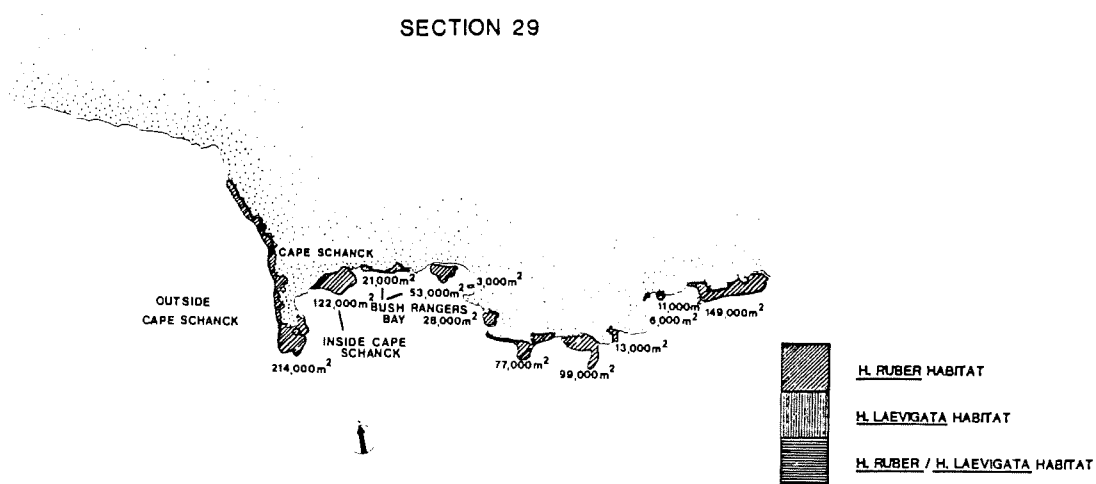 SECTION 29
CAPE SCHANCK
21,000m²
53,000m²
3,000m²
122,000m²
BUSH RANGERS
BAY
28,000m²
OUTSIDE
CAPE SCHANCK
INSIDE CAPE
SCHANCK
214,000m²
77,000m²
99,000m²
13,000m²
11,000m
6,000m²
149,000m²
H. RUBER HABITAT
H. LAEVIGATA HABITAT
H. RUBER / H. LAEVIGATA HABITAT